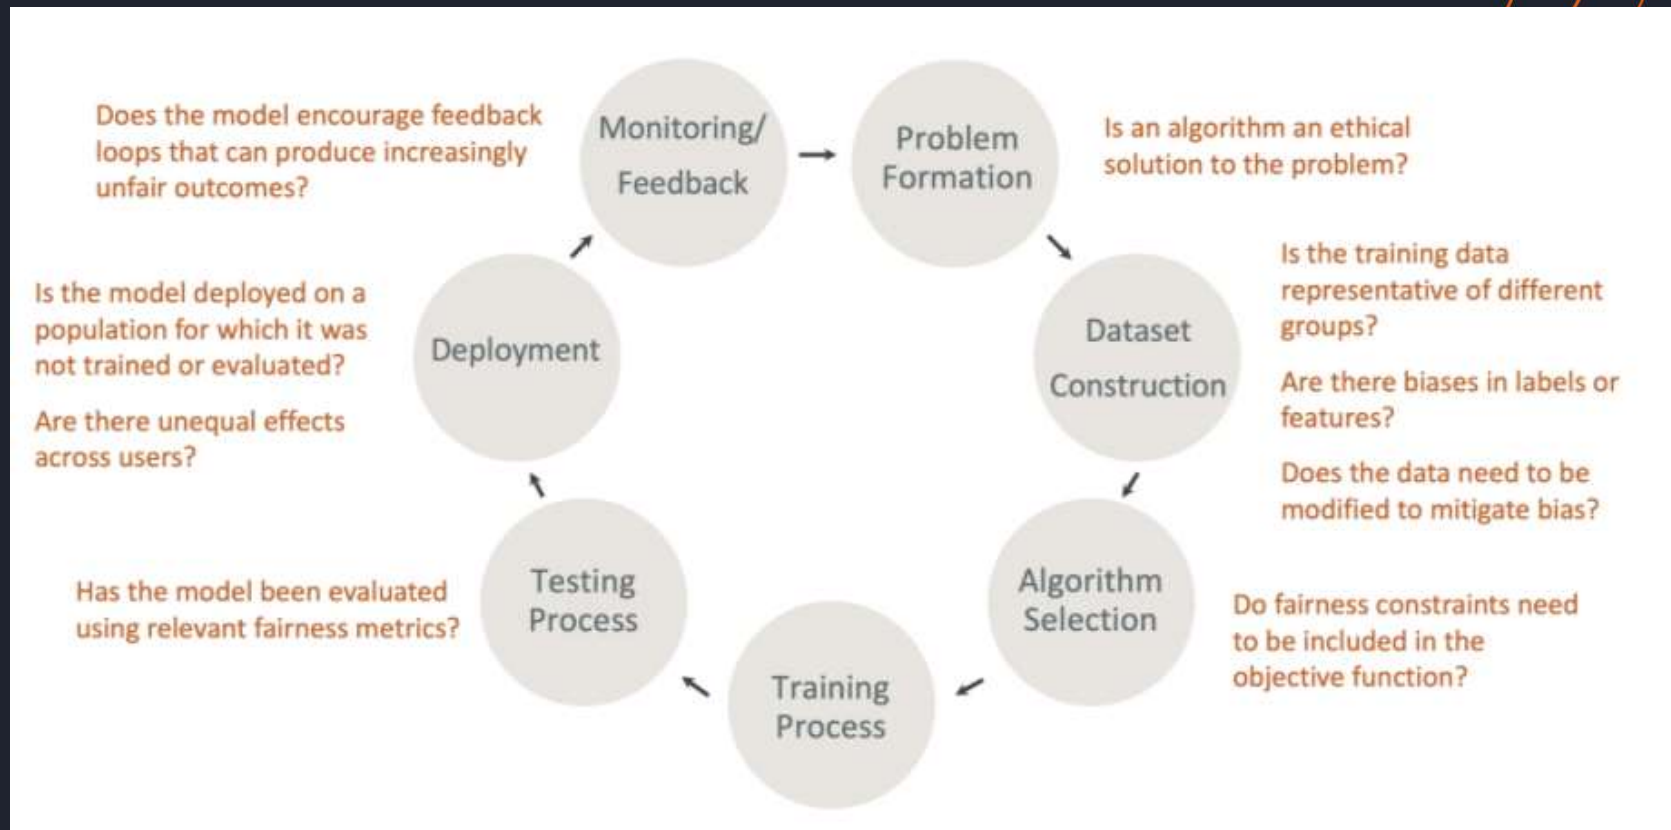 Does the model encourage feedback
loops that can produce increasingly
unfair outcomes?
Monitoring/
Feedback
Problem
Formation
Is an algorithm an ethical
solution to the problem?
Is the training data
representative of different
groups?
Are there biases in labels or
features?
Does the data need to be
modified to mitigate bias?
Dataset
Construction
Is the model deployed on a
population for which it was
not trained or evaluated?
Are there unequal effects
across users?
Deployment
Has the model been evaluated
using relevant fairness metrics?
Testing
Process
Algorithm
Selection
Do fairness constraints need
to be included in the
objective function?
Training
Process